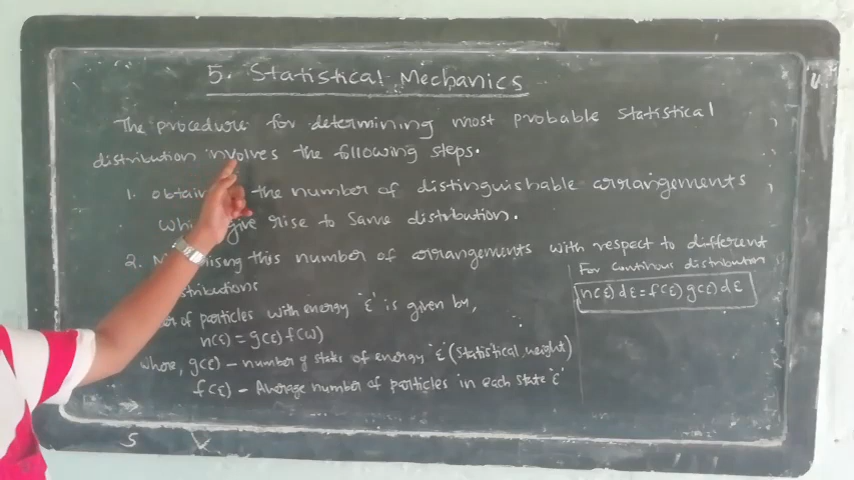 5. Statistical Mechanics
The procedure for determining most probable statistical
distribution involves the following steps.
1. obtain the number of distinguishable arrangements
give rise to same distribution.
2. this number of arrangements with respect to different
For continous distribution
n(ε) dε = f(ε) g(ε) dε
of particles with energy 'ε' is given by,
n(ε) = g(ε) f(ω)
where, g(ε) - number of states of energy 'ε' (statistical weight)
f(ε) - Average number of particles in each state 'ε'
S